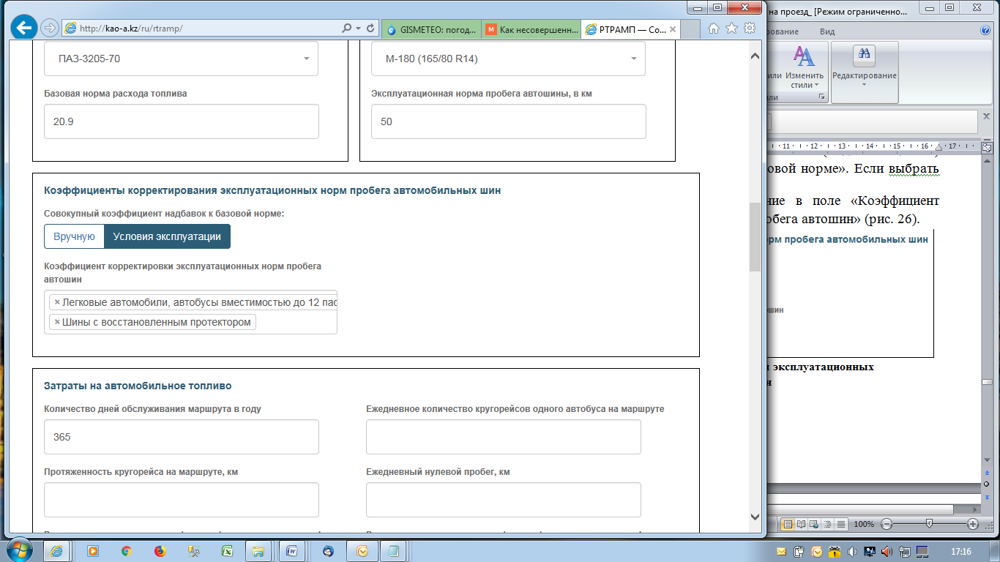 http://kao-a.kz/ru/rtramp/
GISMETEO: погод...
Как несовершенн...
РТРАМП — Со...
ПАЗ-3205-70
М-180 (165/80 R14)
Базовая норма расхода топлива
Эксплуатационная норма пробега автошины, в км
20.9
50
Коэффициенты корректирования эксплуатационных норм пробега автомобильных шин
Совокупный коэффициент надбавок к базовой норме:
Вручную
Условия эксплуатации
Коэффициент корректировки эксплуатационных норм пробега
автошин
× Легковые автомобили, автобусы вместимостью до 12 пас
× Шины с восстановленным протектором
Затраты на автомобильное топливо
Количество дней обслуживания маршрута в году
Ежедневное количество кругорейсов одного автобуса на маршруте
365
Протяженность кругорейса на маршруте, км
Ежедневный нулевой пробег, км
на проезд_ [Режим ограниченно...
рование
Вид
или
Изменить
стили
Редактирование
или
11 12 13 14 15 16 17
овой норме». Если выбрать
ние в поле «Коэффициент
обега автошин» (рис. 26).
рм пробега автомобильных шин
шин
и эксплуатационных
н
100%
17:16